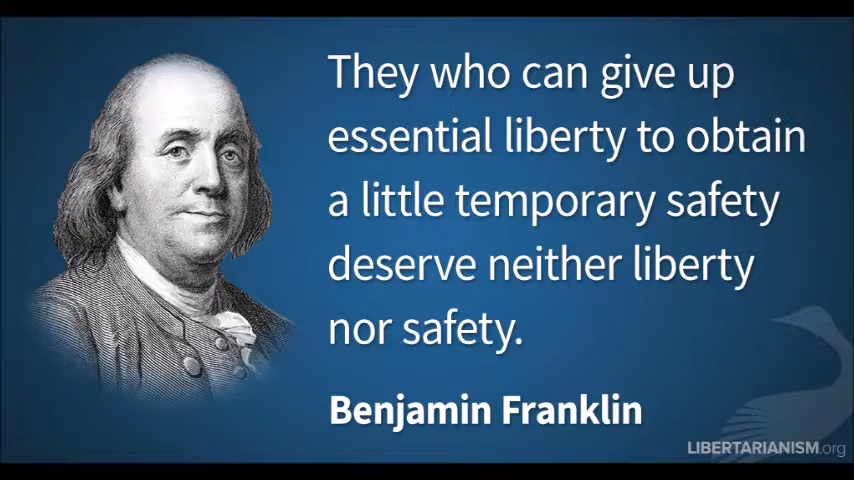 They who can give up
essential liberty to obtain
a little temporary safety
deserve neither liberty
nor safety.
Benjamin Franklin
LIBERTARIANISM.org